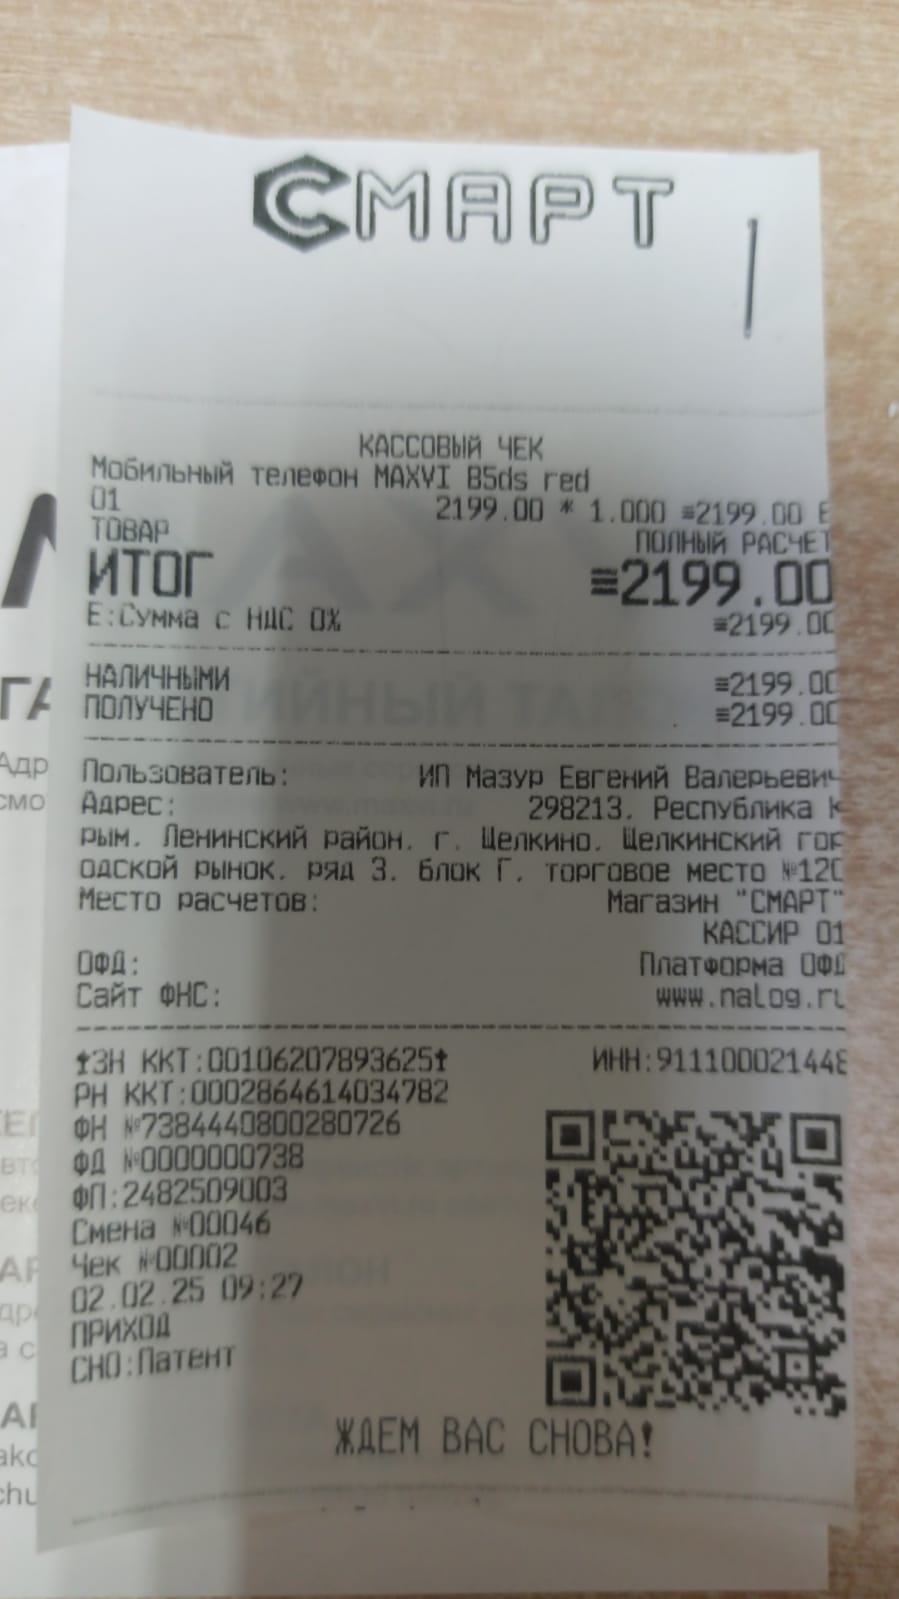 СМАРТ
КАССОВЫЙ ЧЕК
Мобильный телефон MAXVI B5ds red
01 2199.00 * 1.000 ≡2199.00 Е
ТОВАР ПОЛНЫЙ РАСЧЕТ
ИТОГ ≡2199.00
Е:Сумма с НДС 0% ≡2199.00
НАЛИЧНЫМИ ≡2199.00
ПОЛУЧЕНО ≡2199.00
Пользователь: ИП Мазур Евгений Валерьевич
Адрес: 298213, Республика К
рым, Ленинский район, г. Щелкино, Щелкинский гор
одской рынок, ряд 3, блок Г, торговое место №120
Место расчетов: Магазин "СМАРТ"
КАССИР 01
ОФД: Платформа ОФД
Сайт ФНС: www.nalog.ru
ЗН ККТ:00106207893625 ИНН:911100021448
РН ККТ:0002864614034782
ФН №7384440800280726
ФД №0000000738
ФП:2482509003
Смена №00046
Чек №00002
02.02.25 09:27
ПРИХОД
СНО:Патент
ЖДЕМ ВАС СНОВА!